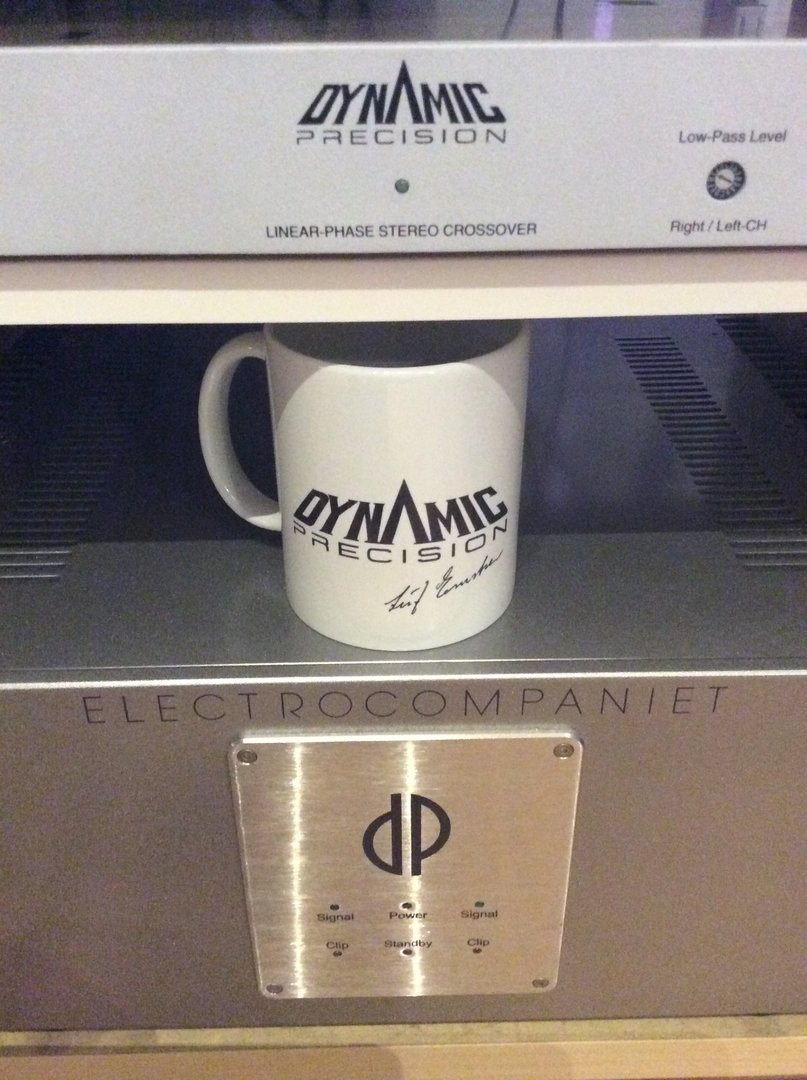 DYNAMIC
PRECISION
Low-Pass Level
LINEAR-PHASE STEREO CROSSOVER
Right / Left-CH
DYNAMIC
PRECISION
ELECTROCOMPANIET
dp
Signal Power Signal
Clip Standby Clip